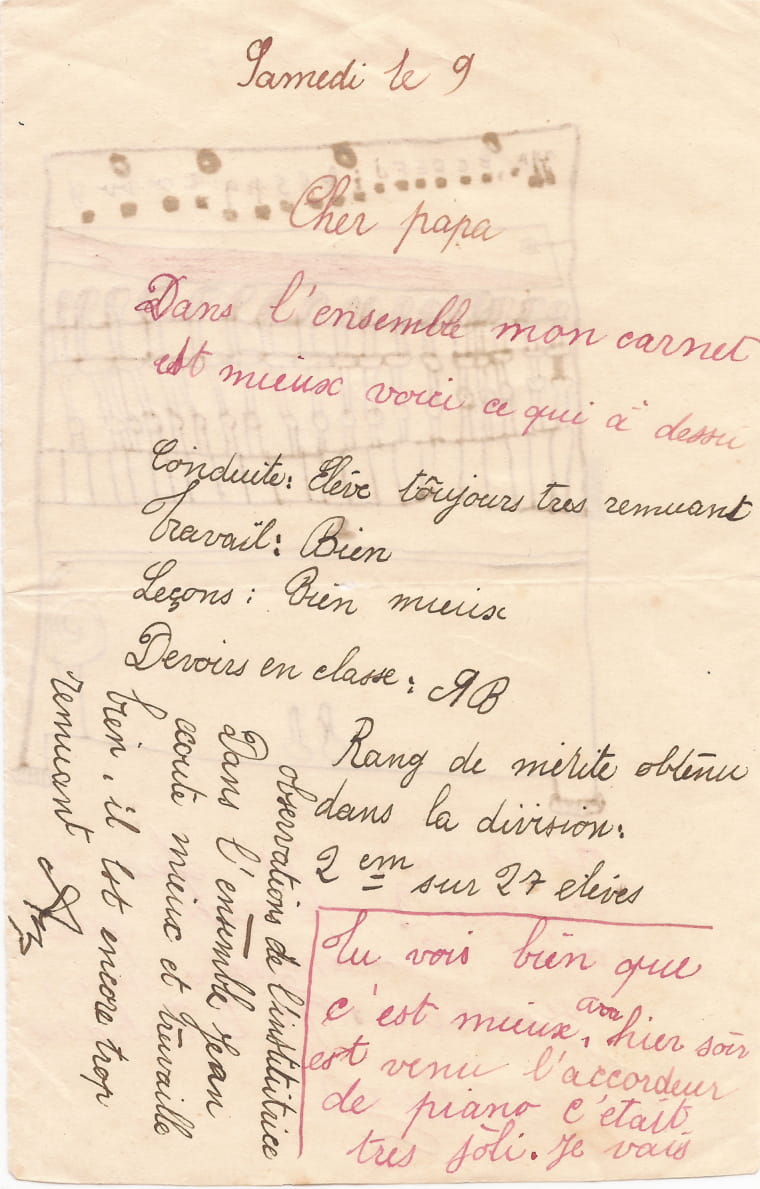 Samedi le 9
Cher papa
Dans l'ensemble mon carnet
est mieux voici ce qui à dessu
Conduite: Elève toujours tres remuant
Travail: Bien
Leçons: Bien mieux
Devoirs en classe: AB
Rang de mérite obtenu
dans la division:
2 em sur 27 elèves
observations de l'institutrice
Dans l'ensemble Jean
ecoute mieux et travaille
bien, il est encore trop
remuant
Tu vois bien que
c'est mieux, hier soir
est venu l'accordeur
de piano c'était
tres joli. Je vais